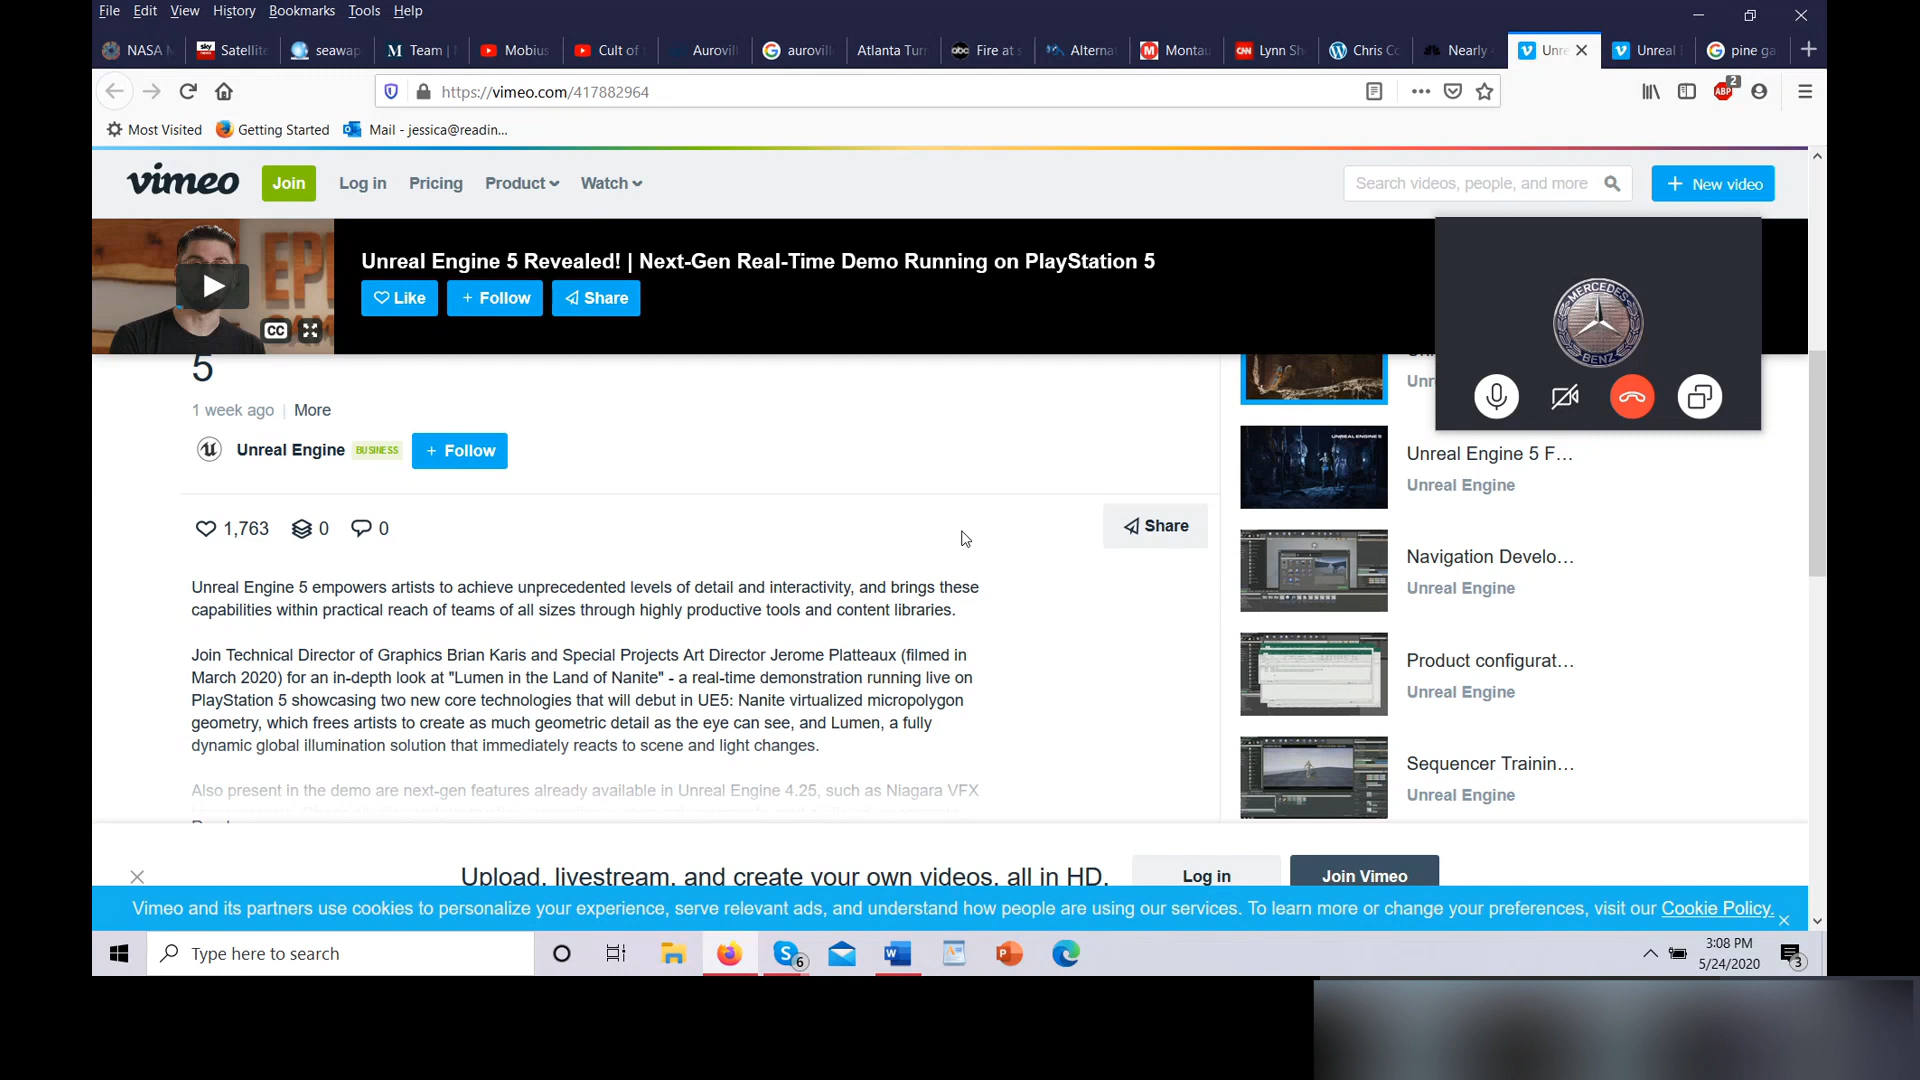 File Edit View History Bookmarks Tools Help
NASA Satellite seawap M Team | Mobius Cult of Aurovil aurovil Atlanta Turn abc Fire at s Alterna M Montau CNN Lynn Sh Chris Co Nearly Unre Unreal pine ga
https://vimeo.com/417882964
ABP 2
Most Visited Getting Started Mail - jessica@readin...
vimeo Join Log in Pricing Product Watch Search videos, people, and more + New video
Unreal Engine 5 Revealed! | Next-Gen Real-Time Demo Running on PlayStation 5
Like + Follow Share
CC
MERCEDES
BENZ
5
1 week ago | More
Unreal Engine BUSINESS + Follow
1,763 0 0 Share
Unreal Engine 5 empowers artists to achieve unprecedented levels of detail and interactivity, and brings these
capabilities within practical reach of teams of all sizes through highly productive tools and content libraries.
Join Technical Director of Graphics Brian Karis and Special Projects Art Director Jerome Platteaux (filmed in
March 2020) for an in-depth look at "Lumen in the Land of Nanite" - a real-time demonstration running live on
PlayStation 5 showcasing two new core technologies that will debut in UE5: Nanite virtualized micropolygon
geometry, which frees artists to create as much geometric detail as the eye can see, and Lumen, a fully
dynamic global illumination solution that immediately reacts to scene and light changes.
Also present in the demo are next-gen features already available in Unreal Engine 4.25, such as Niagara VFX
UNREAL ENGINE 5
Unreal Engine 5 F...
Unreal Engine
Navigation Develo...
Unreal Engine
Product configurat...
Unreal Engine
Sequencer Trainin...
Unreal Engine
Upload, livestream, and create your own videos, all in HD. Log in Join Vimeo
Vimeo and its partners use cookies to personalize your experience, serve relevant ads, and understand how people are using our services. To learn more or change your preferences, visit our Cookie Policy.
Type here to search
6
3:08 PM
5/24/2020
3